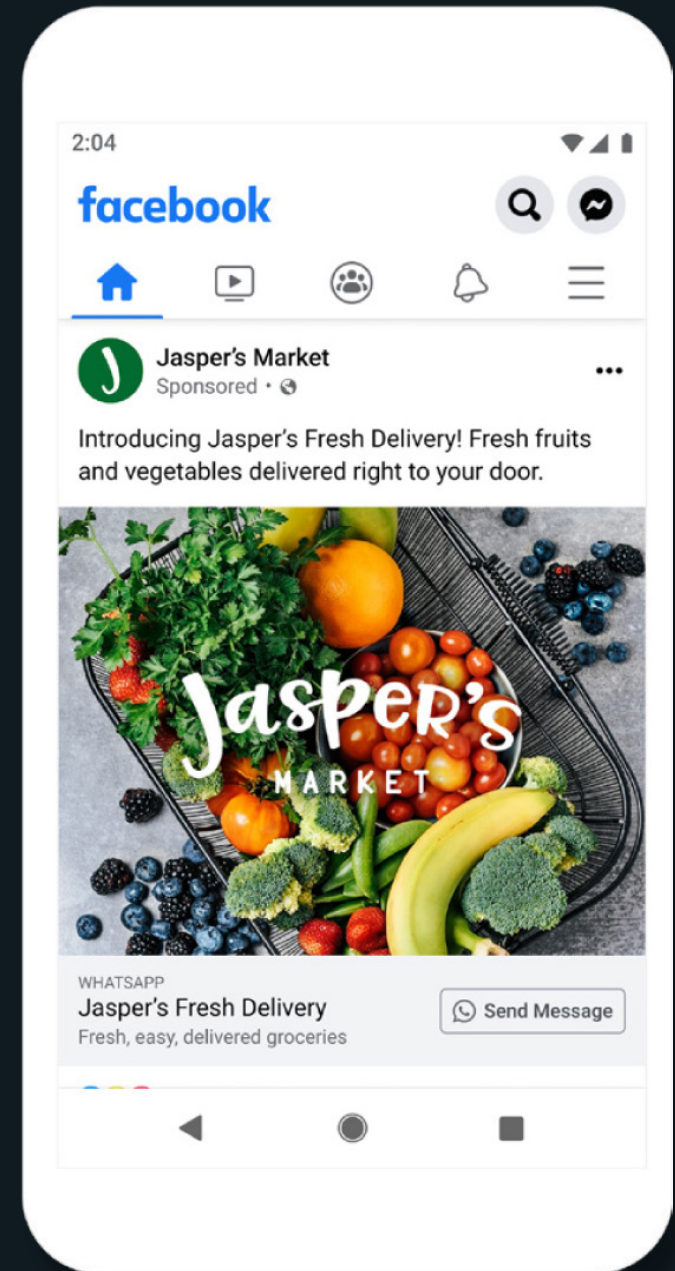 2:04
facebook
Jasper's Market
Sponsored
Introducing Jasper's Fresh Delivery! Fresh fruits
and vegetables delivered right to your door.
Jasper's
MARKET
WHATSAPP
Jasper's Fresh Delivery
Fresh, easy, delivered groceries
Send Message